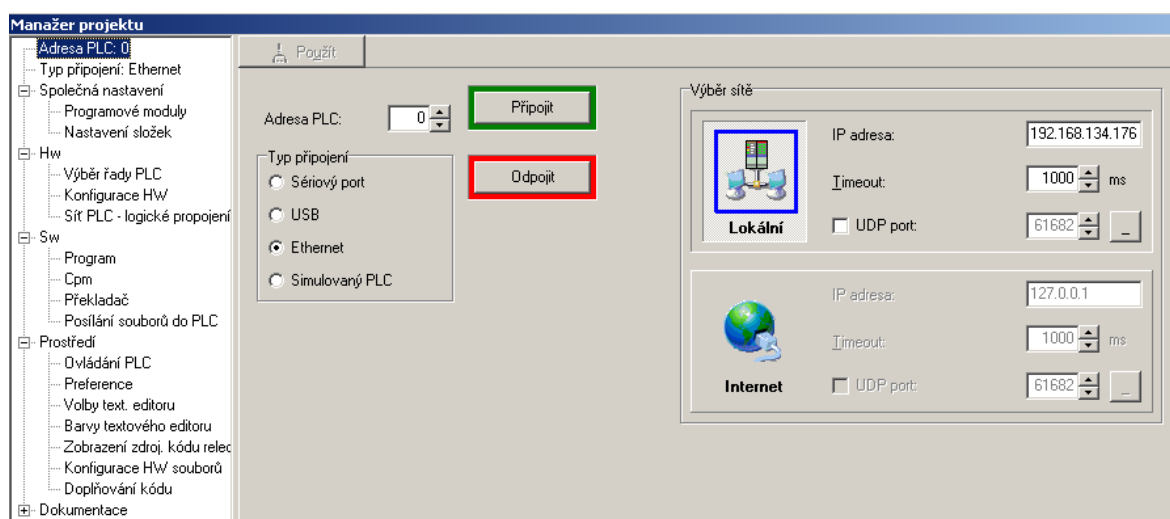 Manažer projektu
Adresa PLC: 0
Typ připojení: Ethernet
Společná nastavení
Programové moduly
Nastavení složek
Hw
Výběr řady PLC
Konfigurace HW
Síť PLC - logické propojení
Sw
Program
Cpm
Překladač
Posílání souborů do PLC
Prostředí
Ovládání PLC
Preference
Volby text. editoru
Barvy textového editoru
Zobrazení zdroj. kódu relec
Konfigurace HW souborů
Doplňování kódu
Dokumentace
Použít
Adresa PLC: 0
Připojit
Typ připojení
Odpojit
Sériový port
USB
Ethernet
Simulovaný PLC
Výběr sítě
Lokální
IP adresa: 192.168.134.176
Timeout: 1000 ms
UDP port: 61682 _
Internet
IP adresa: 127.0.0.1
Timeout: 1000 ms
UDP port: 61682 _